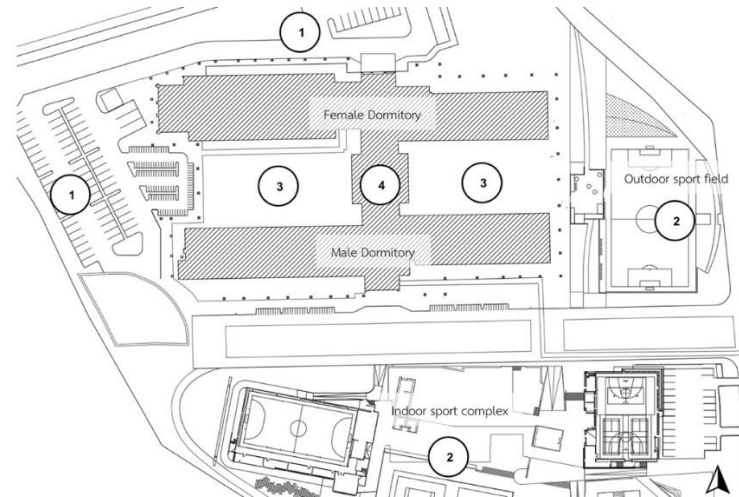 1
Female Dormitory
Outdoor sport field
1
3
4
3
2
Male Dormitory
Indoor sport complex
2